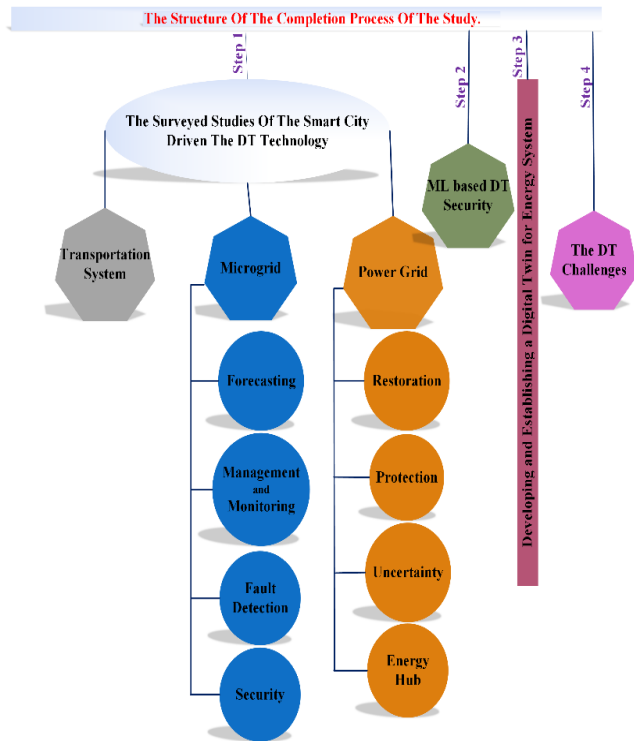 The Structure Of The Completion Process Of The Study.
Step 1
The Surveyed Studies Of The Smart City
Driven The DT Technology
Transportation
System
Microgrid
Forecasting
Management
and
Monitoring
Fault
Detection
Security
Power Grid
Restoration
Protection
Uncertainty
Energy
Hub
Step 2
ML based DT
Security
Step 3
Developing and Establishing a Digital Twin for Energy System
Step 4
The DT
Challenges